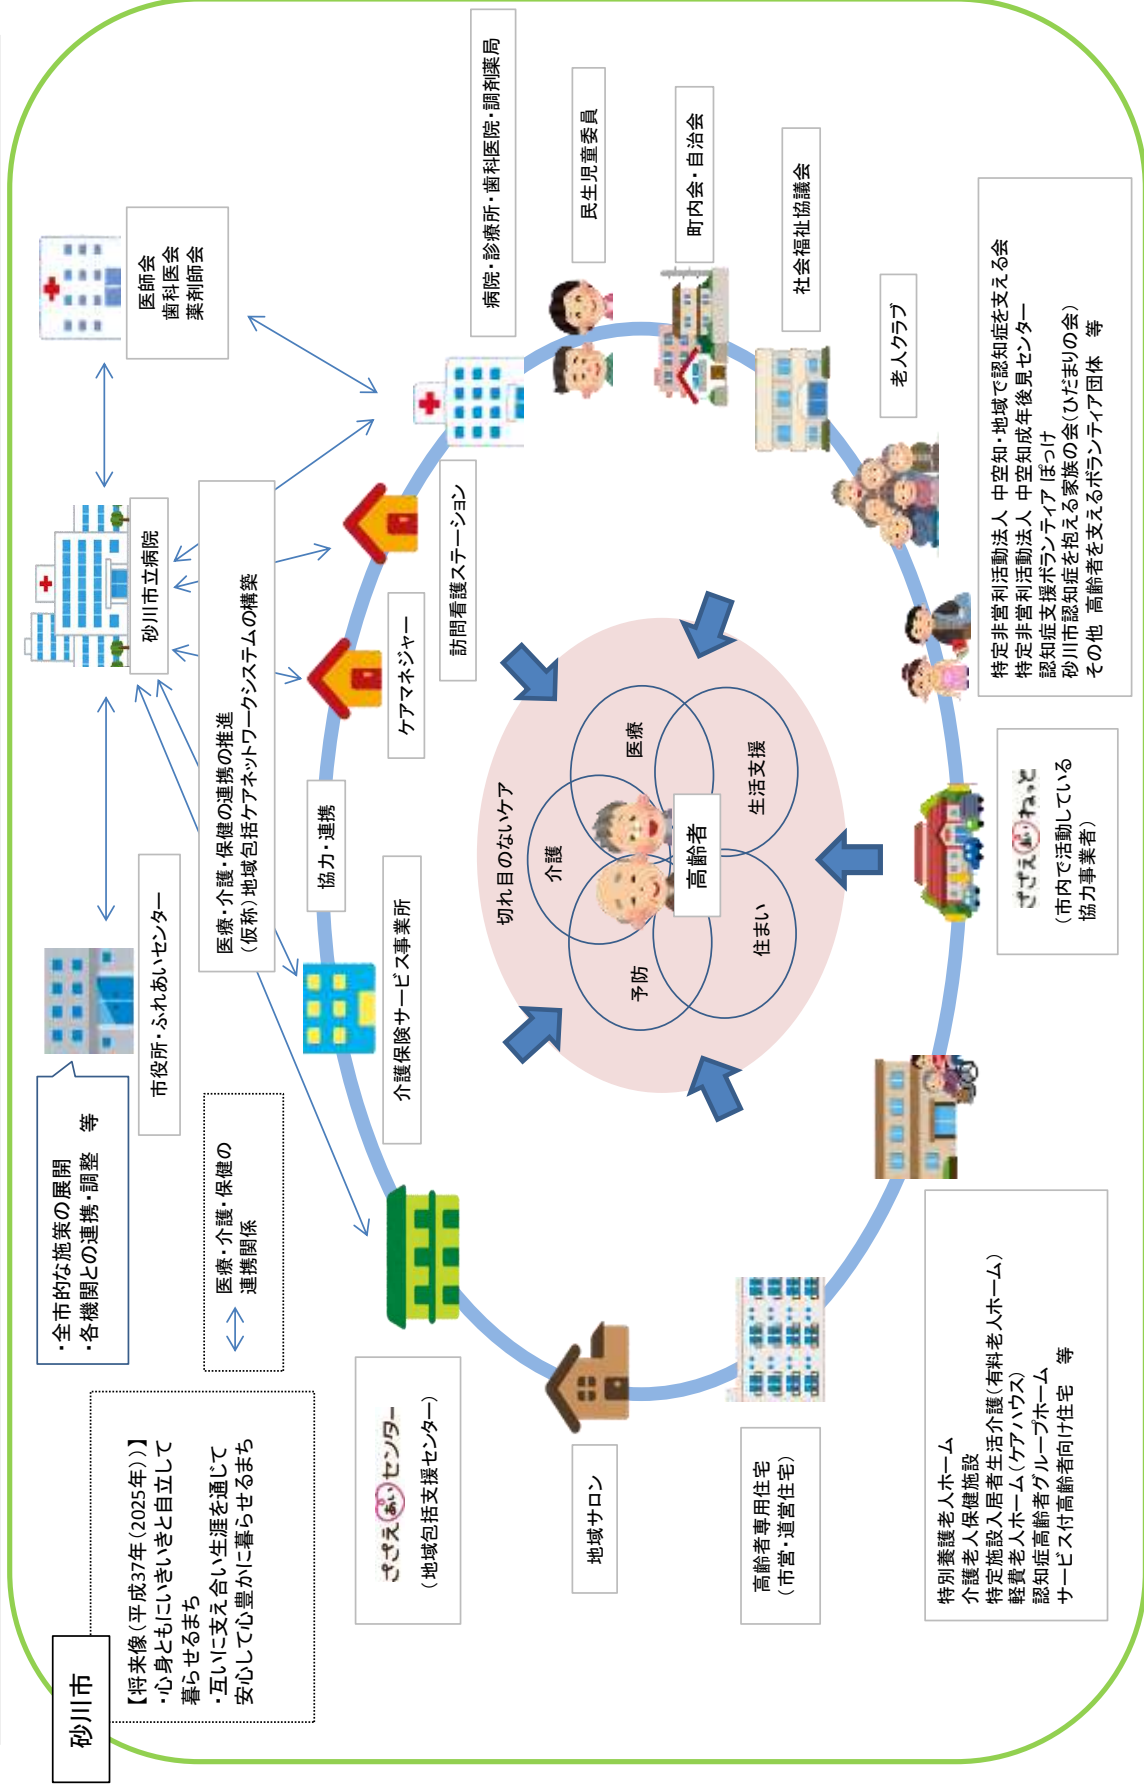 砂川市
【将来像(平成37年(2025年))】
・心身ともにいきいきと自立して
暮らせるまち
・互いに支え合い生涯を通じて
安心して心豊かに暮らせるまち
・全市的な施策の展開
・各機関との連携・調整　等
市役所・ふれあいセンター
砂川市立病院
医師会
歯科医会
薬剤師会
医療・介護・保健の
連携関係
医療・介護・保健の連携の推進
(仮称)地域包括ケアネットワークシステムの構築
ささえあいセンター
(地域包括支援センター)
介護保険サービス事業所
協力・連携
ケアマネジャー
訪問看護ステーション
病院・診療所・歯科医院・調剤薬局
民生児童委員
町内会・自治会
社会福祉協議会
老人クラブ
切れ目のないケア
介護
医療
予防
高齢者
住まい
生活支援
地域サロン
高齢者専用住宅
(市営・道営住宅)
特別養護老人ホーム
介護老人保健施設
特定施設入居者生活介護(有料老人ホーム)
軽費老人ホーム(ケアハウス)
認知症高齢者グループホーム
サービス付高齢者向け住宅　等
ささえあいねっと
(市内で活動している
協力事業者)
特定非営利活動法人 中空知・地域で認知症を支える会
特定非営利活動法人 中空知成年後見センター
認知症支援ボランティア ぽっけ
砂川市認知症を抱える家族の会(ひだまりの会)
その他 高齢者を支えるボランティア団体　等